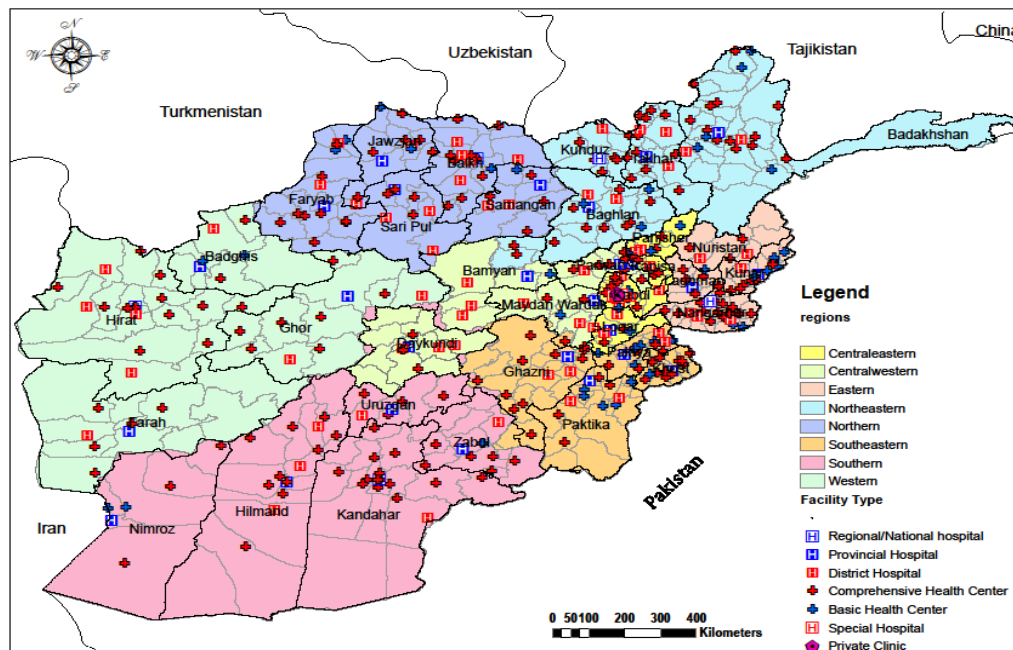 N
W E
S
China
Uzbekistan
Tajikistan
Turkmenistan
Badakhshan
Kunduz
Takhar
Jawzjan
Balkh
Faryab
Samangan
Sari Pul
Baghlan
Panjsher
Nuristan
Badghis
Bamyan
Parwan
Kapisa
Kunar
Laghman
Kabul
Maydan Wardak
Nangarhar
Hirat
Ghor
Logar
Daykundi
Paktya
Khost
Ghazni
Uruzgan
Farah
Zabul
Paktika
Pakistan
Iran
Nimroz
Hilmand
Kandahar
0 50 100 200 300 400
Kilometers
Legend
regions
Centraleastern
Centralwestern
Eastern
Northeastern
Northern
Southeastern
Southern
Western
Facility Type
H Regional/National hospital
H Provincial Hospital
H District Hospital
Comprehensive Health Center
Basic Health Center
H Special Hospital
Private Clinic